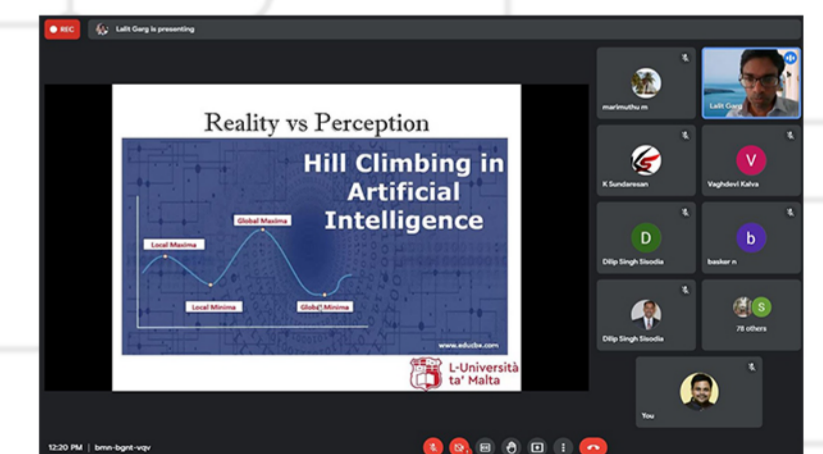 REC
Lalit Garg is presenting
Reality vs Perception
Hill Climbing in
Artificial
Intelligence
Local Maxima
Global Maxima
Local Minima
Global Minima
www.educba.com
L-Università
ta' Malta
marimuthu m
Lalit Garg
K Sundaresan
V
Vaghdevi Kalva
D
Dilip Singh Sisodia
b
basker n
Dilip Singh Sisodia
S
78 others
You
12:20 PM | bmn-bgnt-vqv